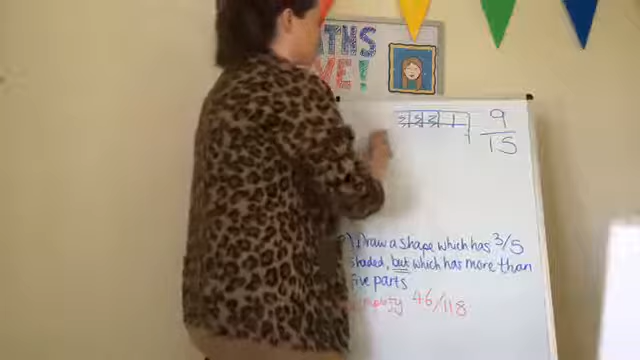 THS
VE!
9
15
Draw a shape which has 3/5
shaded, but which has more than
five parts
46/118